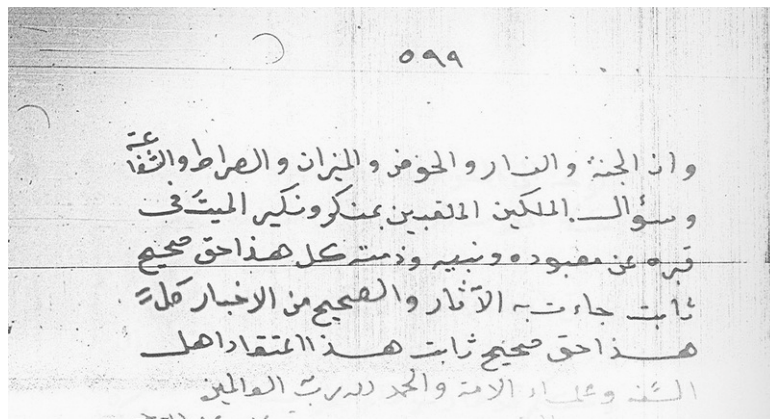 ٥٩٩
وان الجنة والنار والحوض والميزان والصراط والشفاعة
وسؤال الملكين الملقبين بمنكر ونكير الميت فى
قبره عن معبوده ونبيه وذمته كل هذا حق صحيح
ثابت جاءت به الآثار والصحيح من الاخبار كل
هذا حق صحيح ثابت هذا اعتقاد اهل
السنة وعلماء الامة والحمد لله رب العالمين